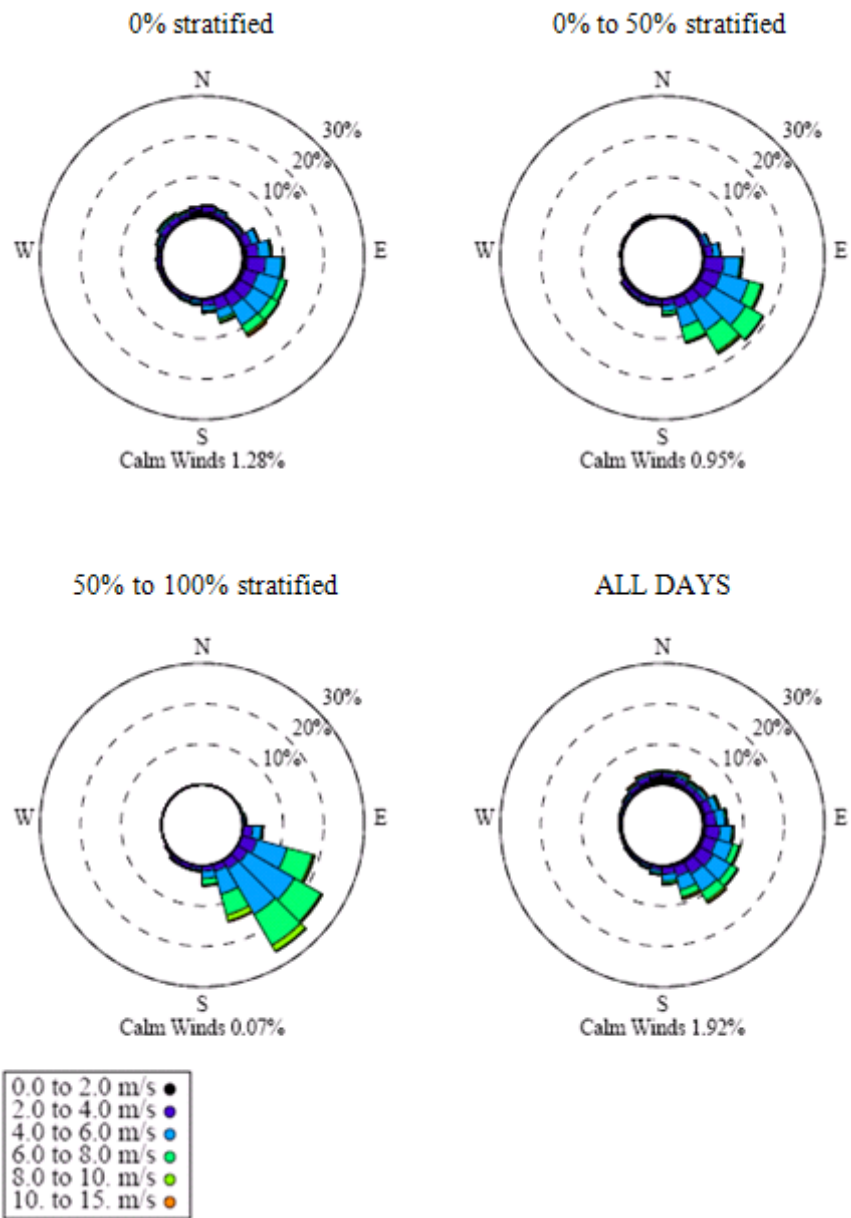 0% stratified
0% to 50% stratified
N
30%
20%
10%
W
E
S
Calm Winds 1.28%
N
30%
20%
10%
W
E
S
Calm Winds 0.95%
50% to 100% stratified
ALL DAYS
N
30%
20%
10%
W
E
S
Calm Winds 0.07%
N
30%
20%
10%
W
E
S
Calm Winds 1.92%
0.0 to 2.0 m/s
2.0 to 4.0 m/s
4.0 to 6.0 m/s
6.0 to 8.0 m/s
8.0 to 10. m/s
10. to 15. m/s